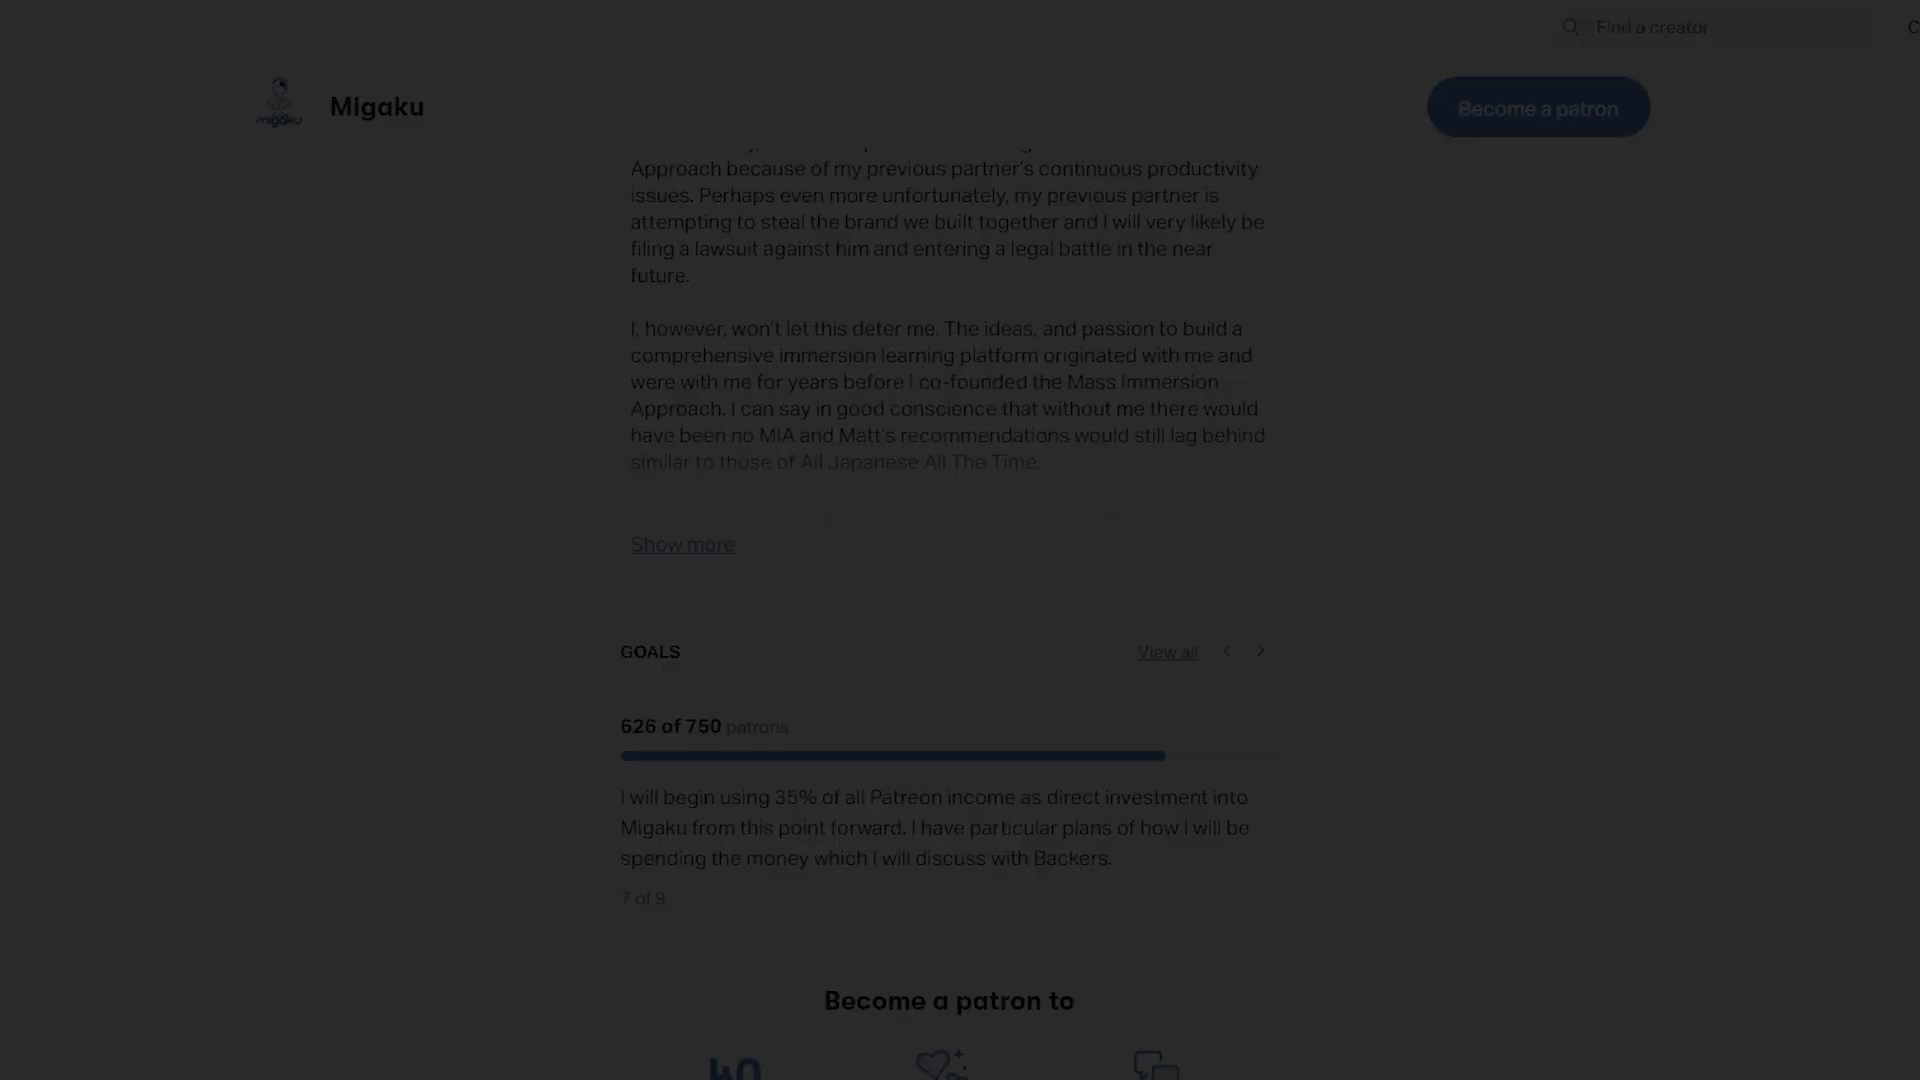 Find a creator
C
migaku
Migaku
Become a patron
Approach because of my previous partner's continuous productivity
issues. Perhaps even more unfortunately, my previous partner is
attempting to steal the brand we built together and I will very likely be
filing a lawsuit against him and entering a legal battle in the near
future.
I, however, won't let this deter me. The ideas, and passion to build a
comprehensive immersion learning platform originated with me and
were with me for years before I co-founded the Mass Immersion
Approach. I can say in good conscience that without me there would
have been no MIA and Matt's recommendations would still lag behind
similar to those of All Japanese All The Time.
Show more
GOALS
View all
626 of 750 patrons
I will begin using 35% of all Patreon income as direct investment into
Migaku from this point forward. I have particular plans of how I will be
spending the money which I will discuss with Backers.
7 of 9
Become a patron to